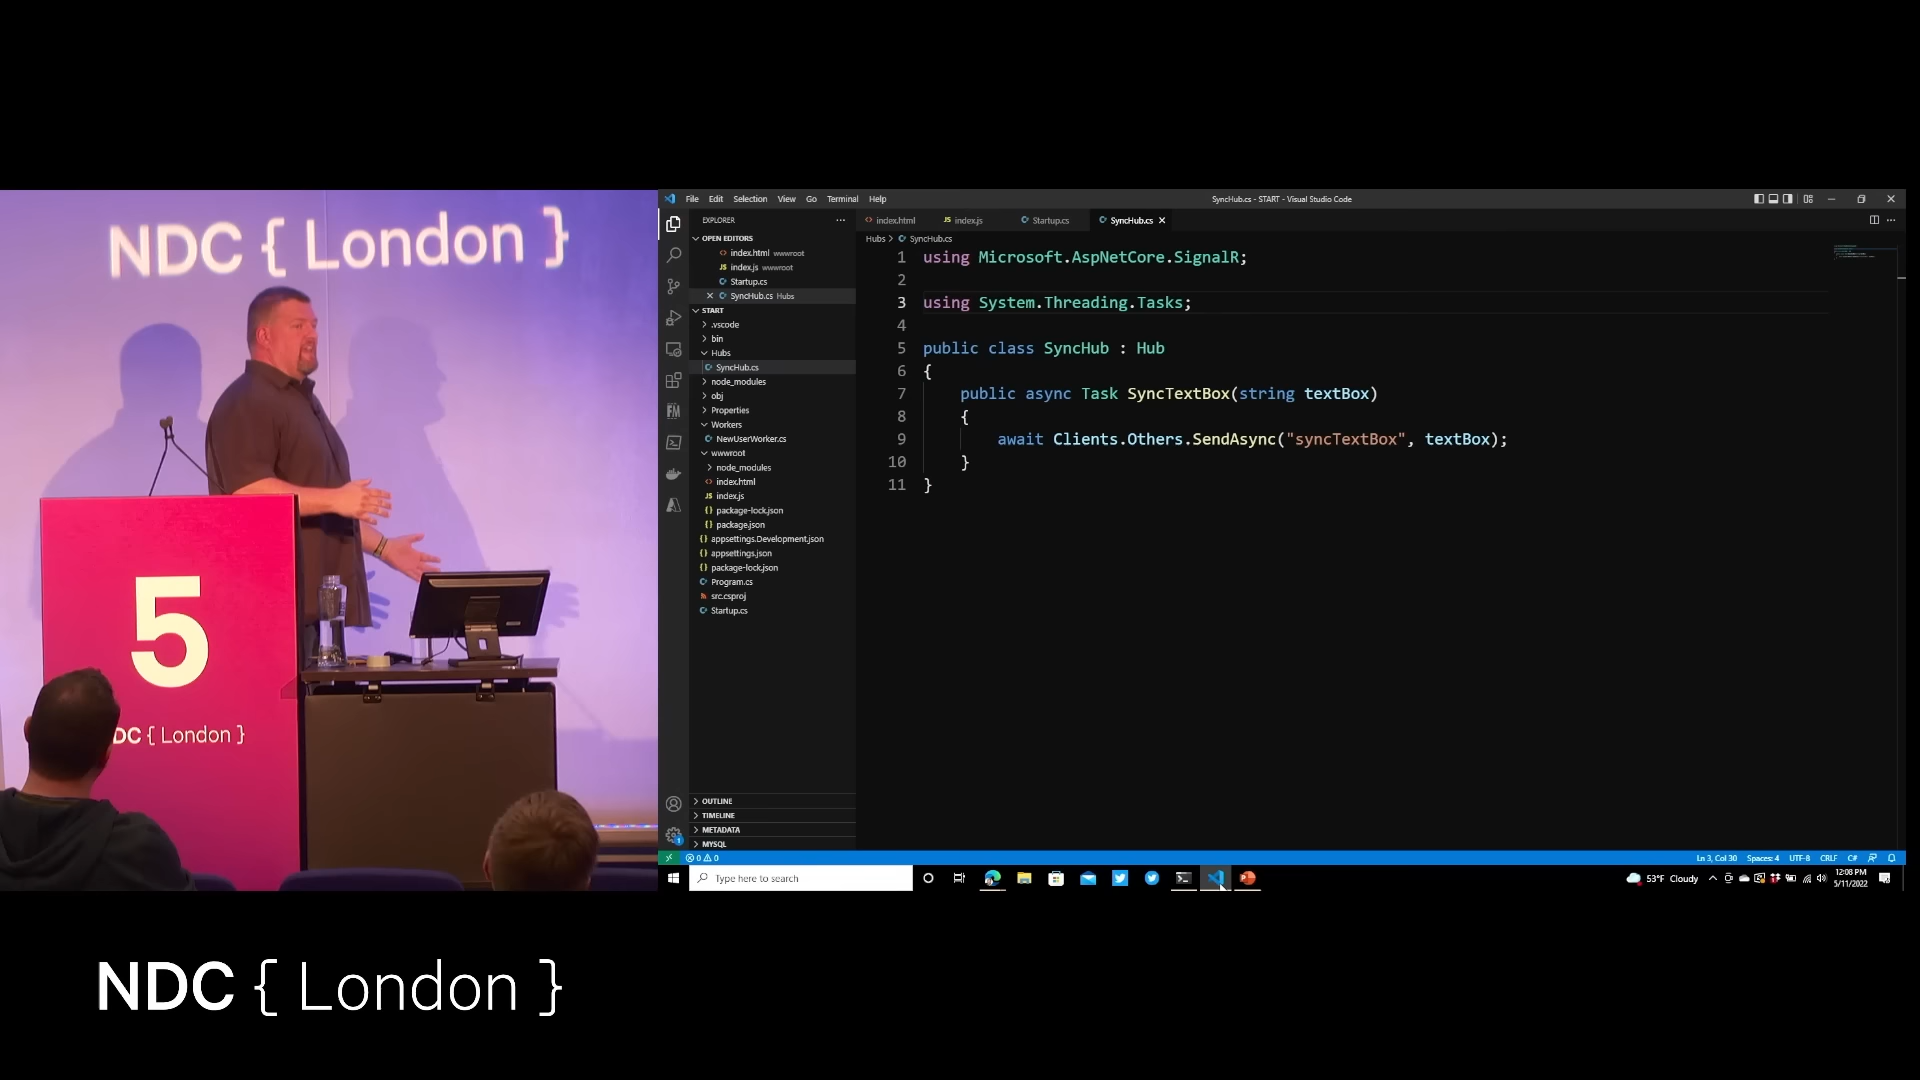 NDC { London }
5
DC { London }
NDC { London }
File Edit Selection View Go Terminal Help
SyncHub.cs - START - Visual Studio Code
EXPLORER
OPEN EDITORS
index.html wwwroot
JS index.js wwwroot
Startup.cs
SyncHub.cs Hubs
START
.vscode
bin
Hubs
SyncHub.cs
node_modules
obj
Properties
Workers
NewUserWorker.cs
wwwroot
node_modules
index.html
JS index.js
{} package-lock.json
{} package.json
{} appsettings.Development.json
{} appsettings.json
{} package-lock.json
Program.cs
src.csproj
Startup.cs
OUTLINE
TIMELINE
METADATA
MYSQL
index.html JS index.js Startup.cs SyncHub.cs
Hubs > SyncHub.cs
1 using Microsoft.AspNetCore.SignalR;
2
3 using System.Threading.Tasks;
4
5 public class SyncHub : Hub
6 {
7 public async Task SyncTextBox(string textBox)
8 {
9 await Clients.Others.SendAsync("syncTextBox", textBox);
10 }
11 }
FM
0 0
Ln 3, Col 30 Spaces: 4 UTF-8 CRLF C#
Type here to search
53°F Cloudy
12:08 PM
5/11/2022